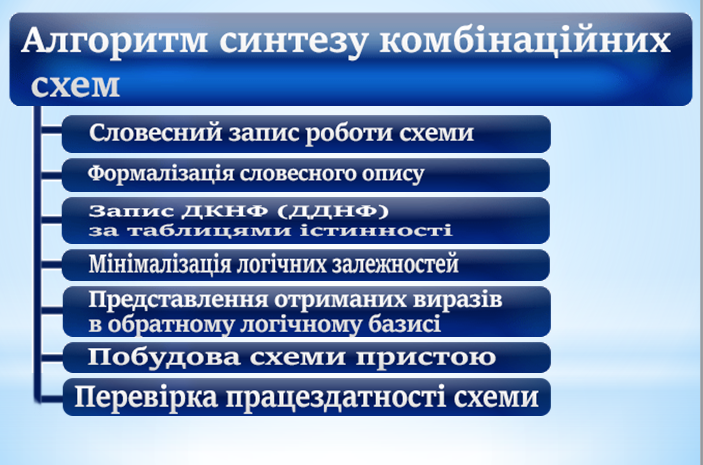 Алгоритм синтезу комбінаційних
схем
Словесний запис роботи схеми
Формалізація словесного опису
Запис ДКНФ (ДДНФ)
за таблицями істинності
Мінімалізація логічних залежностей
Представлення отриманих виразів
в обратному логічному базисі
Побудова схеми пристою
Перевірка працездатності схеми